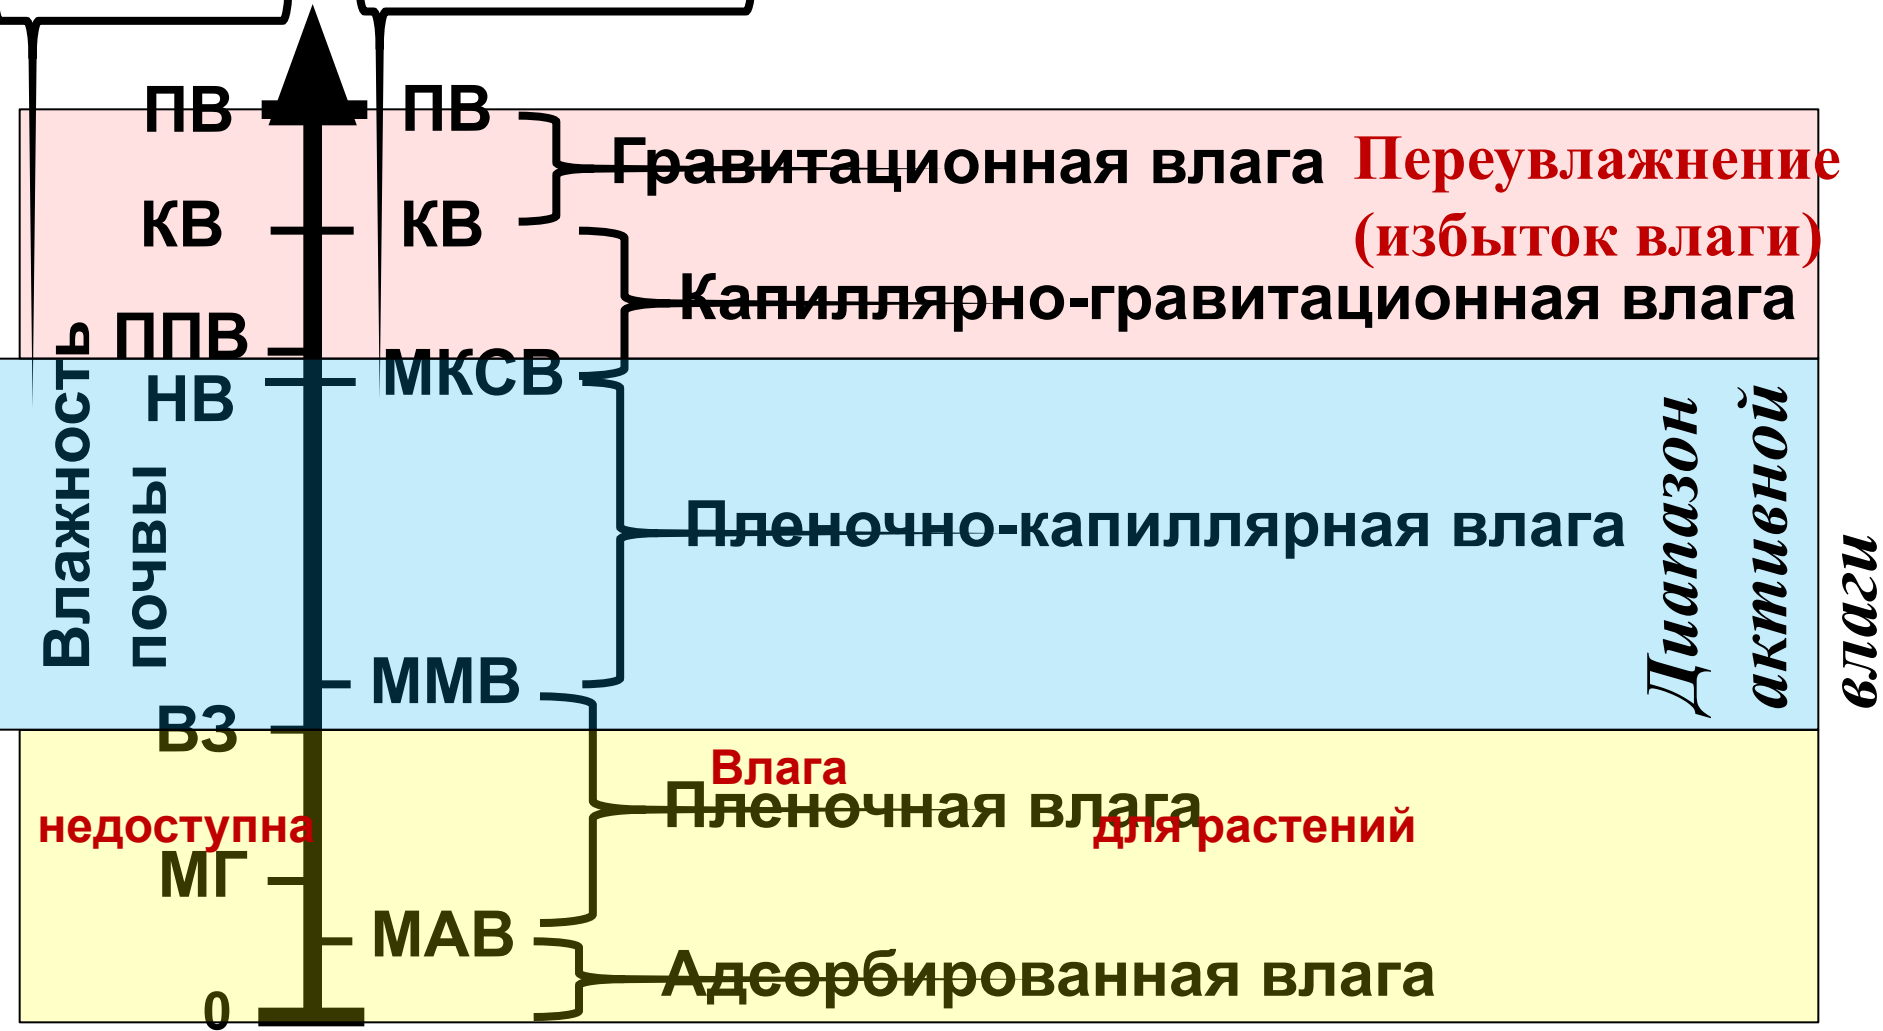 ПВ ПВ
Гравитационная влага
Переувлажнение
(избыток влаги)
КВ КВ
Капиллярно-гравитационная влага
ППВ
НВ
МКСВ
Влажность
почвы
Пленочно-капиллярная влага
Диапазон
активной
влаги
ММВ
ВЗ
Влага
Пленочная влага
недоступна
для растений
МГ
МАВ
Адсорбированная влага
0